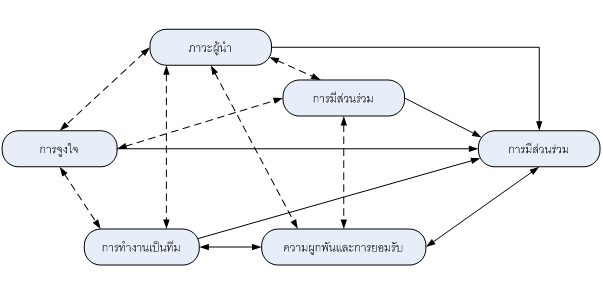 ภาวะผู้นำ
การมีส่วนร่วม
การจูงใจ
การมีส่วนร่วม
การทำงานเป็นทีม
ความผูกพันและการยอมรับ